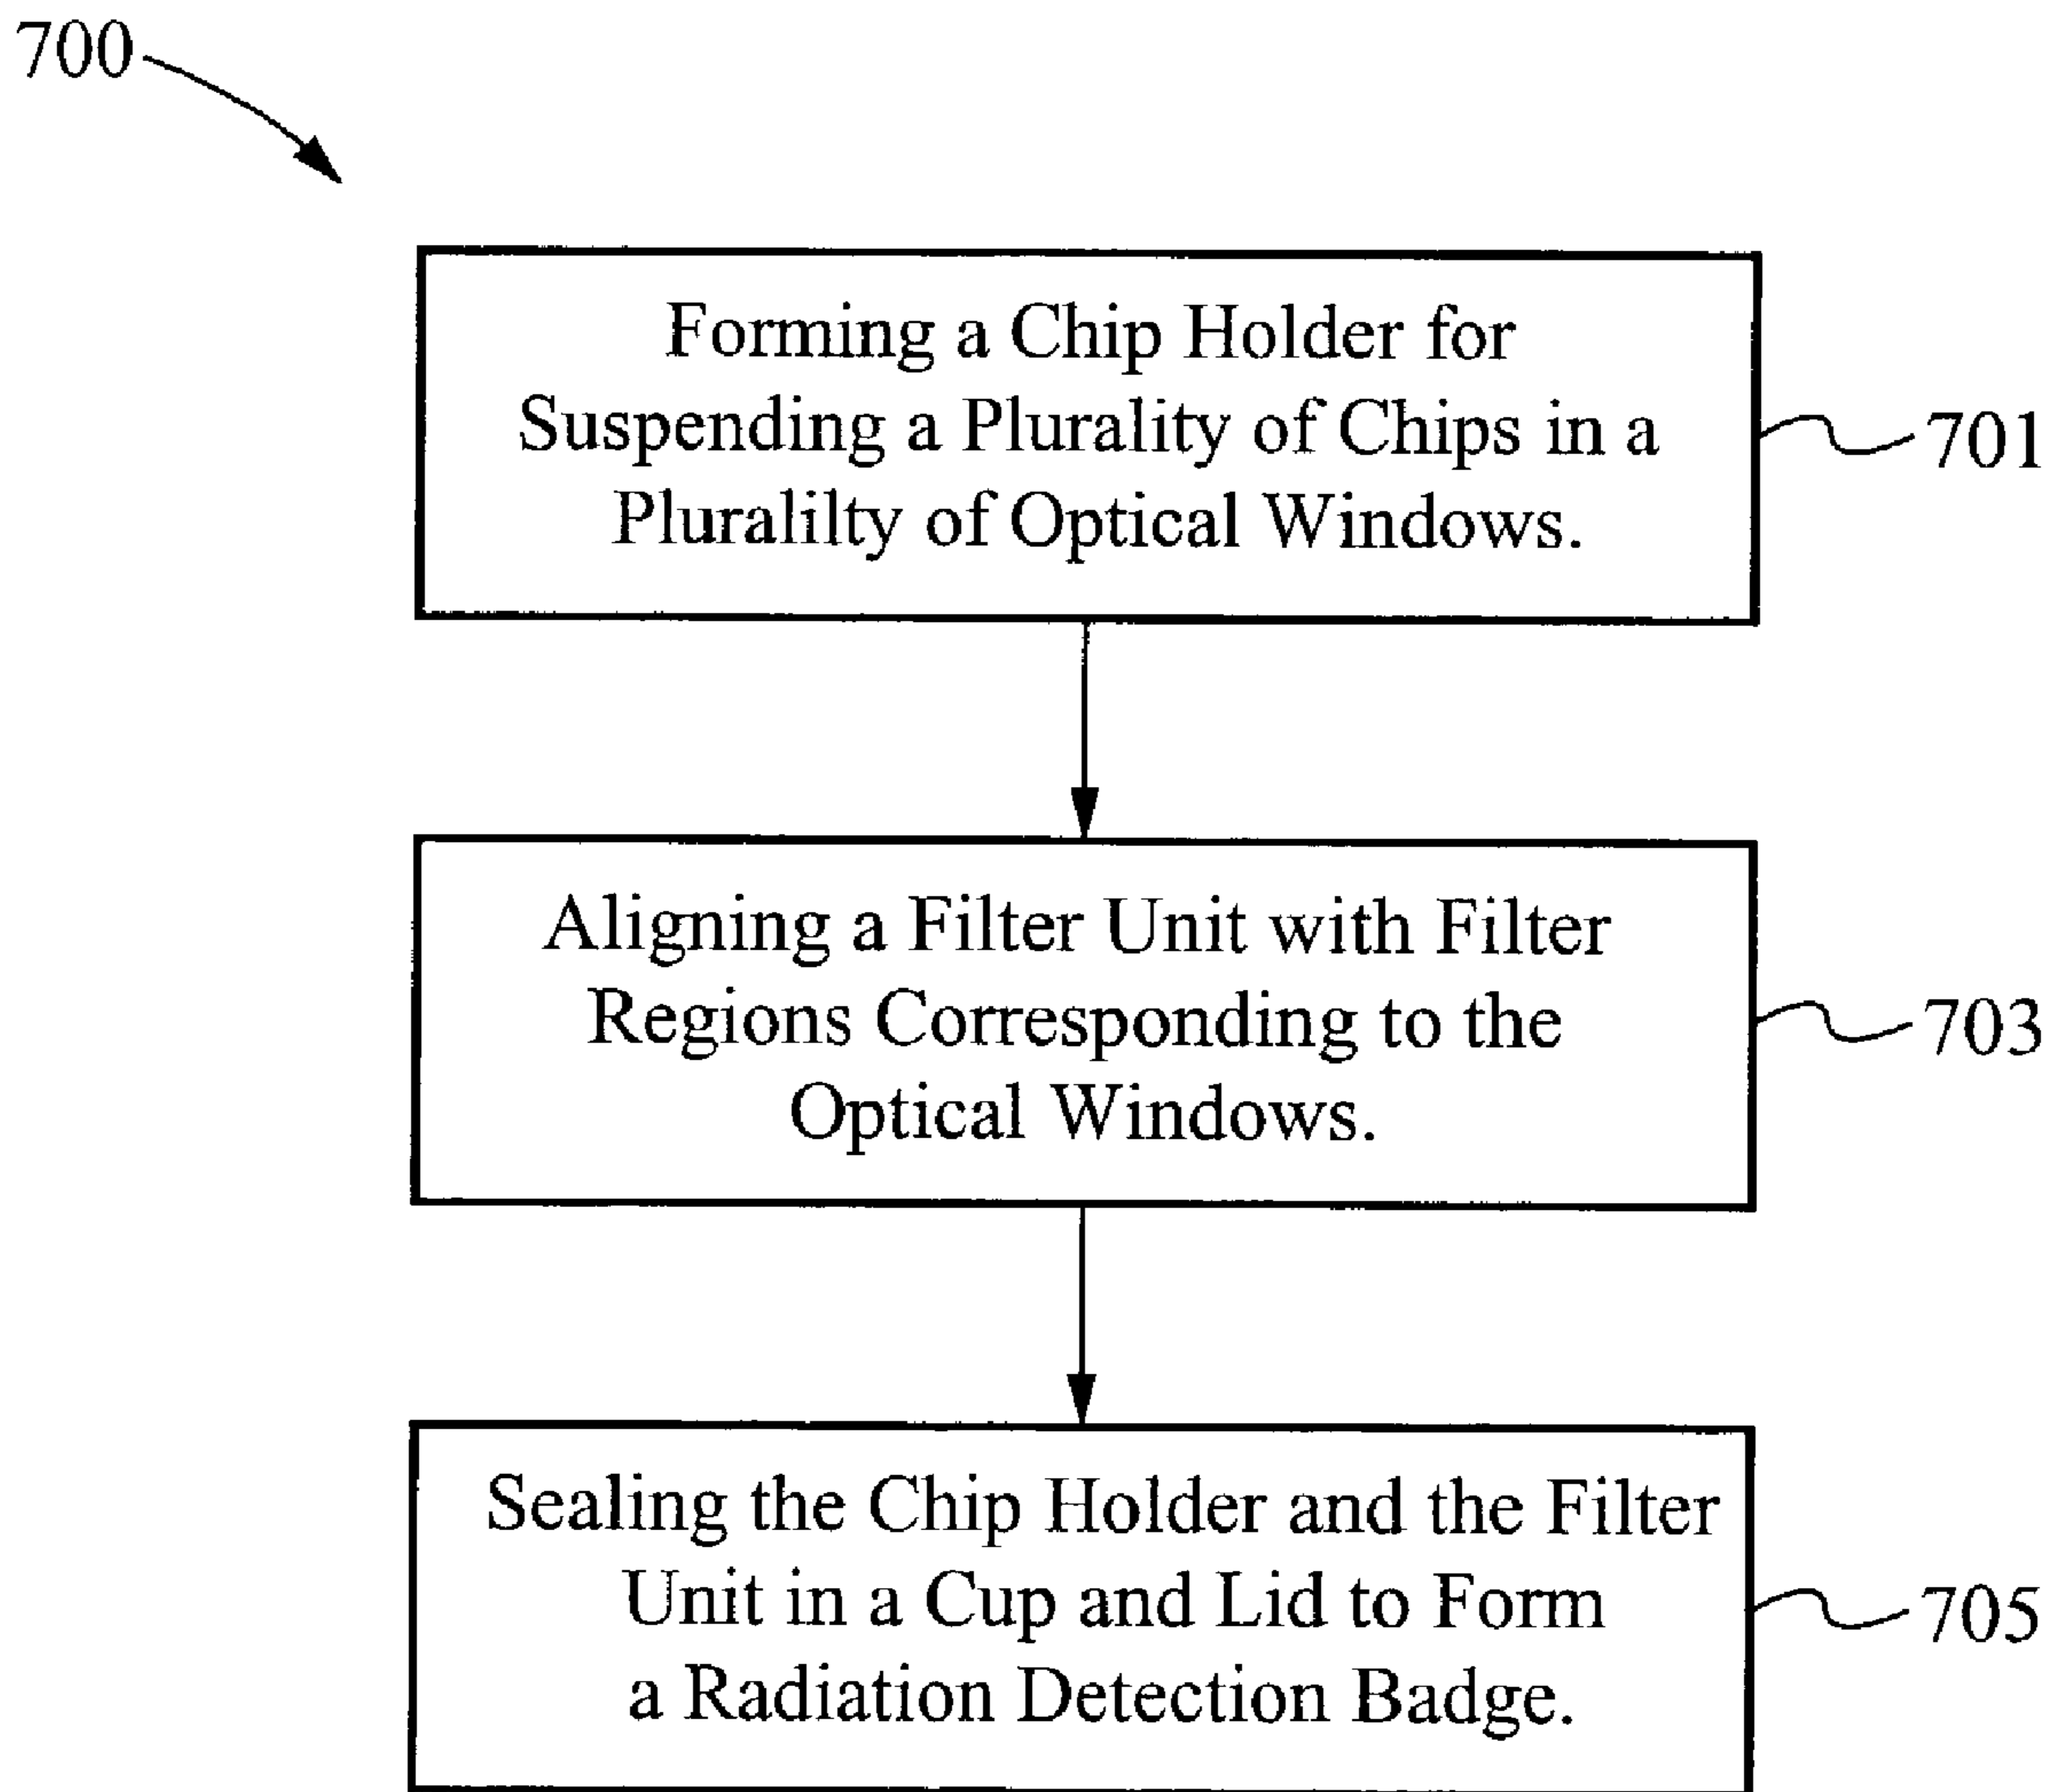 700
Forming a Chip Holder for
Suspending a Plurality of Chips in a
Pluralilty of Optical Windows.
701
Aligning a Filter Unit with Filter
Regions Corresponding to the
Optical Windows.
703
Sealing the Chip Holder and the Filter
Unit in a Cup and Lid to Form
a Radiation Detection Badge.
705